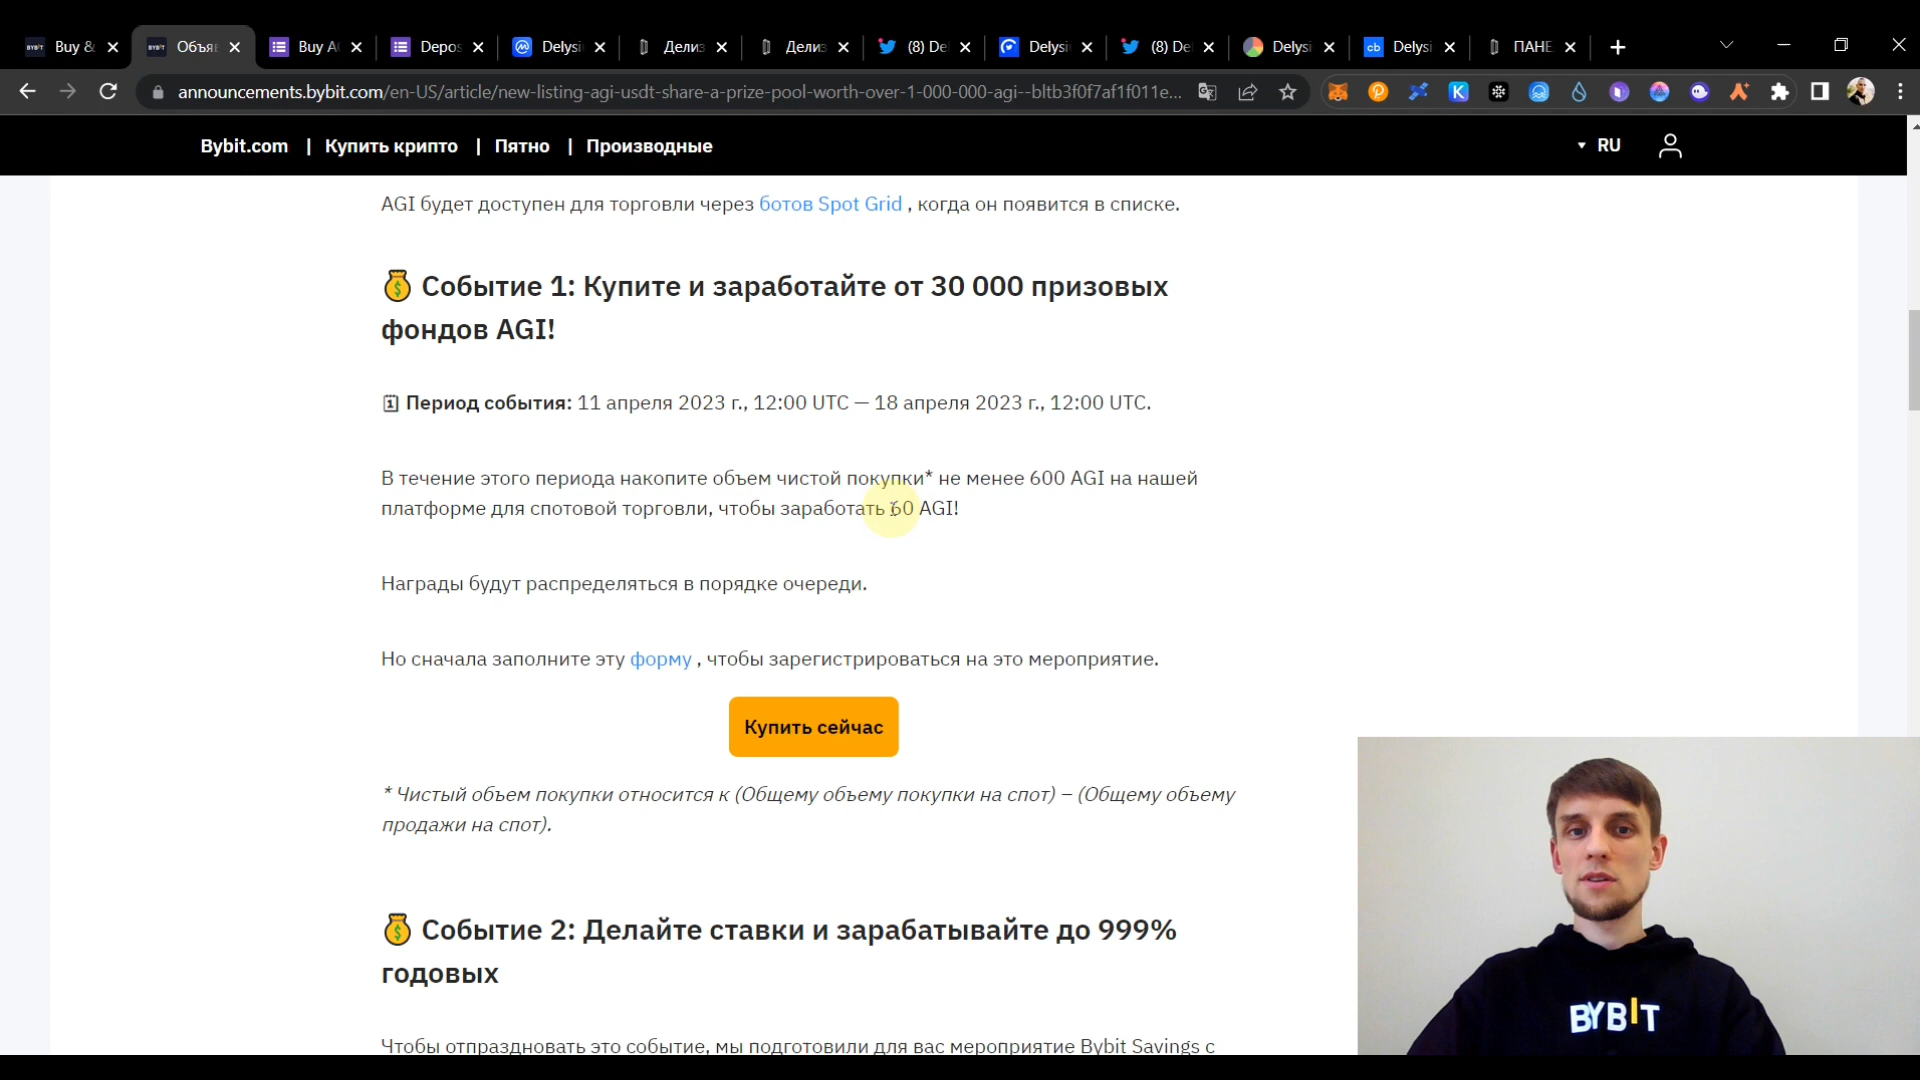 Buy &
Объяв
Buy A
Depos
Delysi
Делиз
Делиз
(8) De
Delysi
(8) De
Delysi
Delysi
ПАНЕ
announcements.bybit.com/en-US/article/new-listing-agi-usdt-share-a-prize-pool-worth-over-1-000-000-agi--bltb3f0f7af1f011e...
Bybit.com | Купить крипто | Пятно | Производные
RU
AGI будет доступен для торговли через ботов Spot Grid , когда он появится в списке.
Событие 1: Купите и заработайте от 30 000 призовых
фондов AGI!
Период события: 11 апреля 2023 г., 12:00 UTC — 18 апреля 2023 г., 12:00 UTC.
В течение этого периода накопите объем чистой покупки* не менее 600 AGI на нашей
платформе для спотовой торговли, чтобы заработать 60 AGI!
Награды будут распределяться в порядке очереди.
Но сначала заполните эту форму , чтобы зарегистрироваться на это мероприятие.
Купить сейчас
* Чистый объем покупки относится к (Общему объему покупки на спот) – (Общему объему
продажи на спот).
Событие 2: Делайте ставки и зарабатывайте до 999%
годовых
Чтобы отпраздновать это событие, мы подготовили для вас мероприятие Bybit Savings с
BYBIT